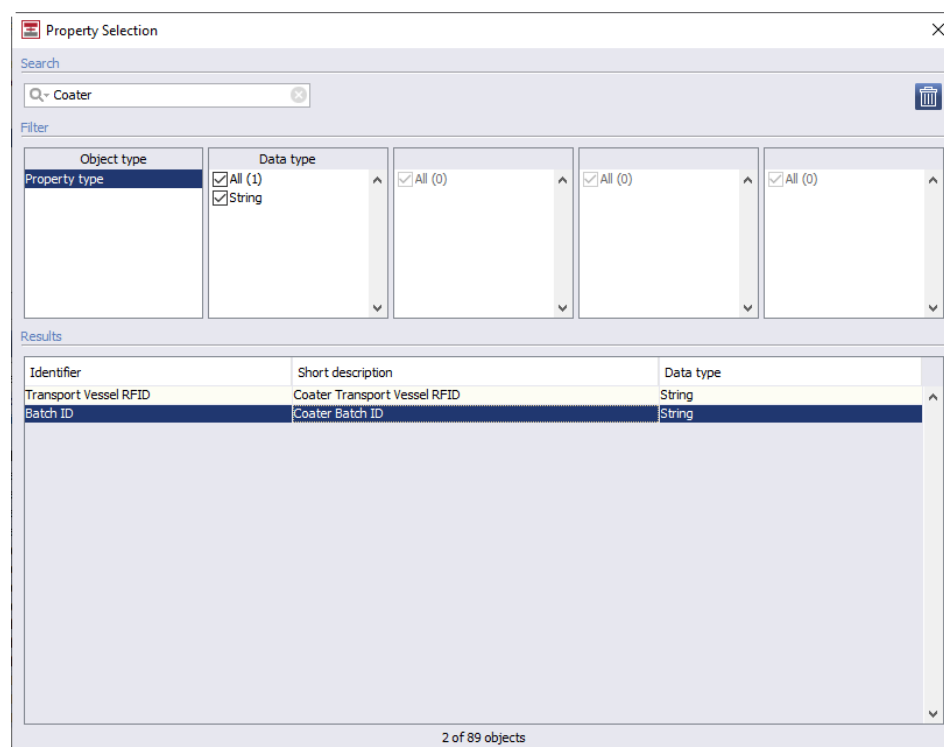 Property Selection
Search
Coater
Filter
Object type
Property type
Data type
All (1)
String
All (0)
All (0)
All (0)
Results
Identifier Short description Data type
Transport Vessel RFID Coater Transport Vessel RFID String
Batch ID Coater Batch ID String
2 of 89 objects